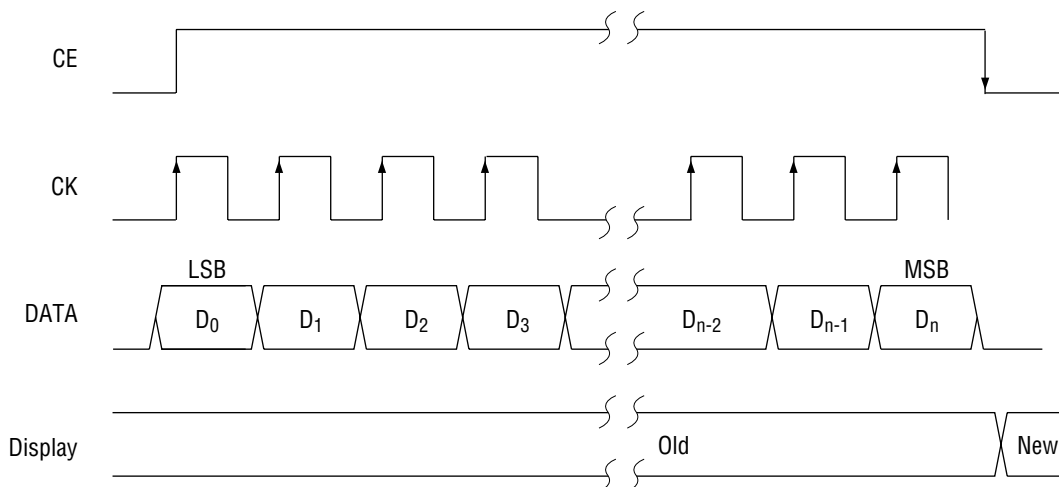 CE
CK
LSB MSB
DATA D0 D1 D2 D3 Dn-2 Dn-1 Dn
Display Old New